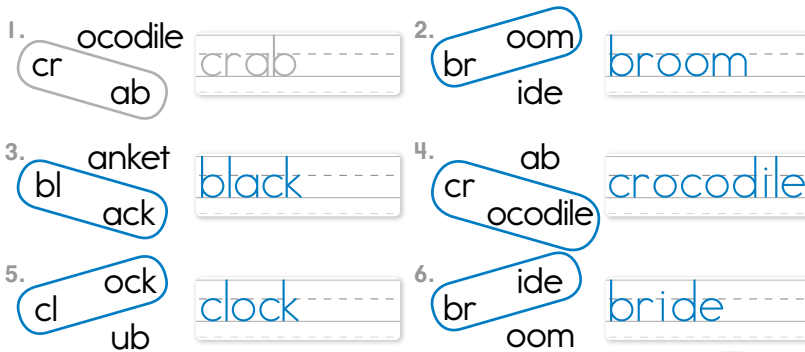 1.
ocodile
cr
ab
crab
2.
oom
br
ide
broom
3.
anket
bl
ack
black
4.
ab
cr
ocodile
crocodile
5.
ock
cl
ub
clock
6.
ide
br
oom
bride